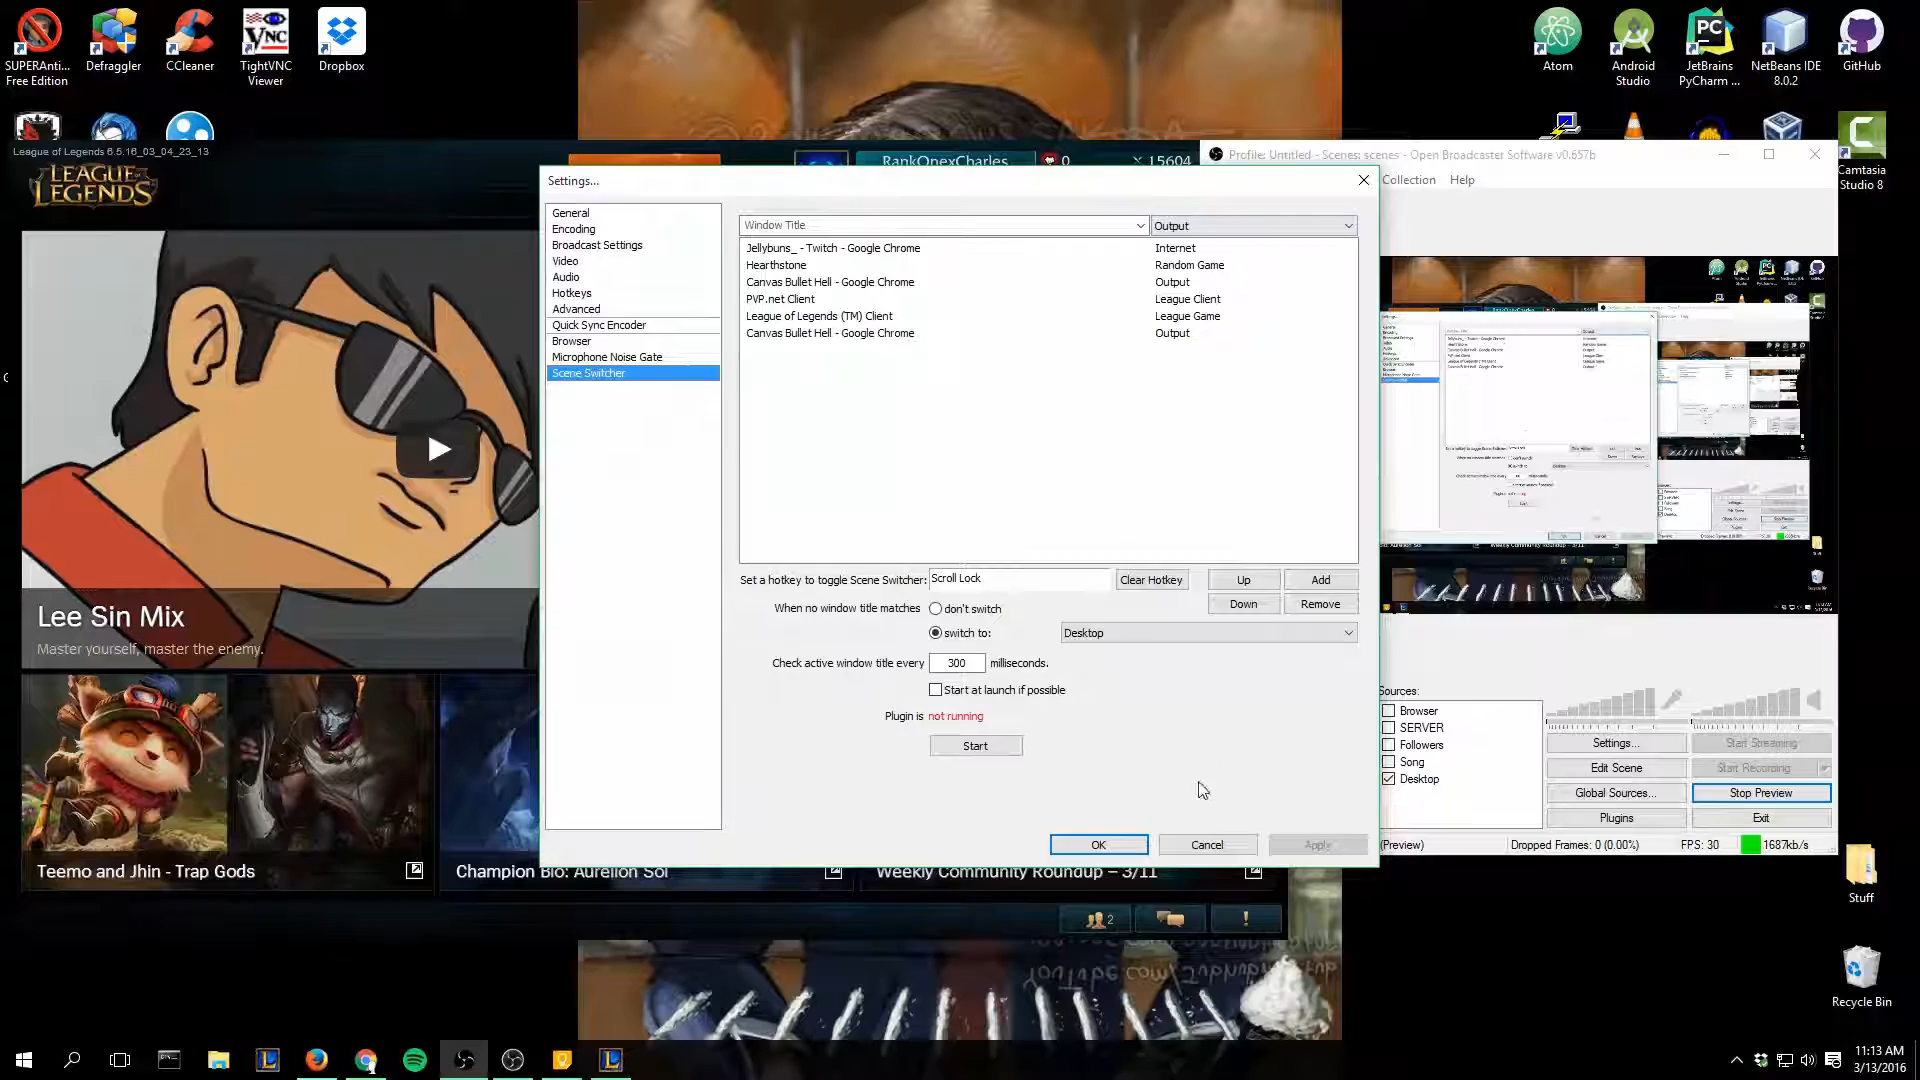 SUPERAnti...
Free Edition
Defraggler
CCleaner
TightVNC
Viewer
Dropbox
Atom
Android
Studio
JetBrains
PyCharm ...
NetBeans IDE
8.0.2
GitHub
Camtasia
Studio 8
League of Legends 6.5.16_03_04_23_13
LEAGUE
LEGENDS
RankOnexCharles
0
15604
Profile: Untitled - Scenes: scenes - Open Broadcaster Software v0.657b
Collection
Help
Settings...
General
Encoding
Broadcast Settings
Video
Audio
Hotkeys
Advanced
Quick Sync Encoder
Browser
Microphone Noise Gate
Scene Switcher
Window Title
Output
Jellybuns_ - Twitch - Google Chrome
Internet
Hearthstone
Random Game
Canvas Bullet Hell - Google Chrome
Output
PVP.net Client
League Client
League of Legends (TM) Client
League Game
Canvas Bullet Hell - Google Chrome
Output
Set a hotkey to toggle Scene Switcher:
Scroll Lock
Clear Hotkey
Up
Add
Down
Remove
When no window title matches
don't switch
switch to:
Desktop
Check active window title every
300
milliseconds.
Start at launch if possible
Plugin is
not running
Start
OK
Cancel
Apply
Sources:
Browser
SERVER
Followers
Song
Desktop
Settings...
Start Streaming
Edit Scene
Start Recording
Global Sources...
Stop Preview
Plugins
Exit
(Preview)
Dropped Frames: 0 (0.00%)
FPS: 30
1687kb/s
Lee Sin Mix
Master yourself, master the enemy.
Teemo and Jhin - Trap Gods
Champion Bio: Aurelion Sol
Weekly Community Roundup – 3/11
2
Stuff
Recycle Bin
11:13 AM
3/13/2016